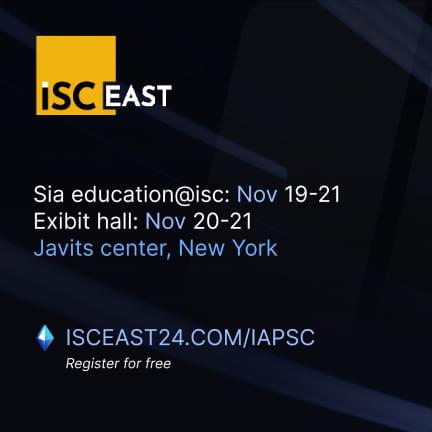 iSC EAST
Sia education@isc: Nov 19-21
Exibit hall: Nov 20-21
Javits center, New York
ISCEAST24.COM/IAPSC
Register for free